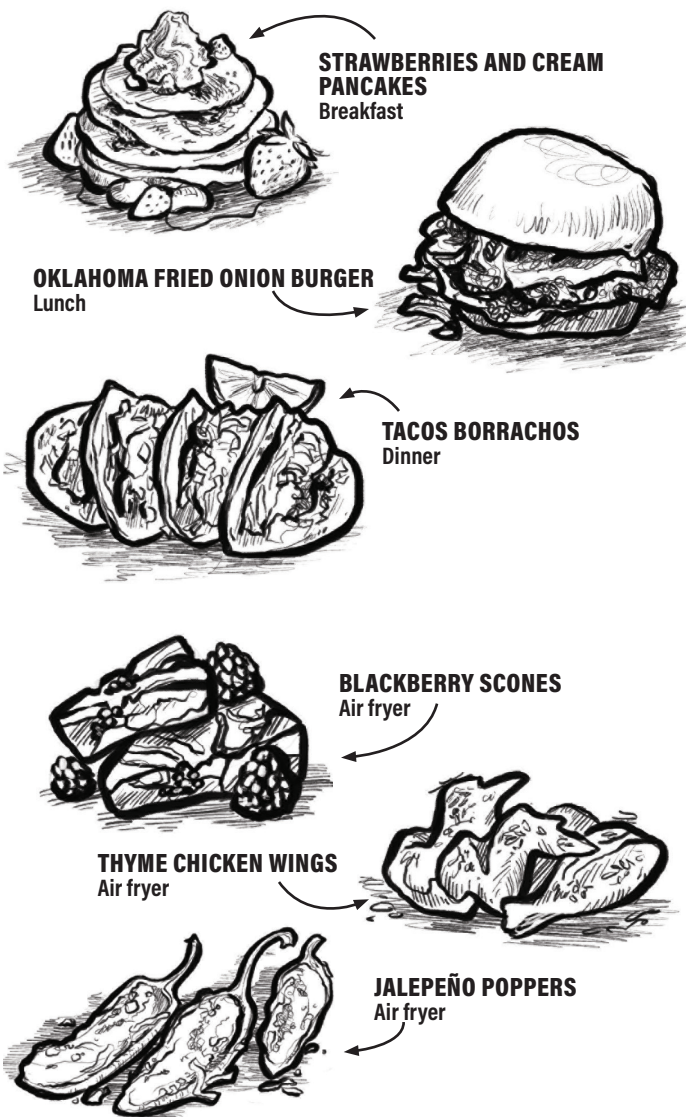 STRAWBERRIES AND CREAM
PANCAKES
Breakfast
OKLAHOMA FRIED ONION BURGER
Lunch
TACOS BORRACHOS
Dinner
BLACKBERRY SCONES
Air fryer
THYME CHICKEN WINGS
Air fryer
JALEPEÑO POPPERS
Air fryer